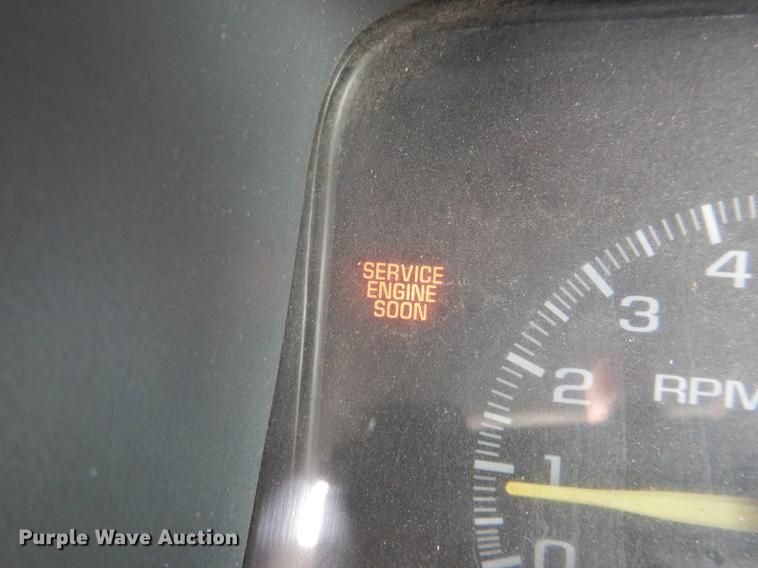 SERVICE
ENGINE
SOON
4
3
2
RPM
1
0
Purple Wave Auction